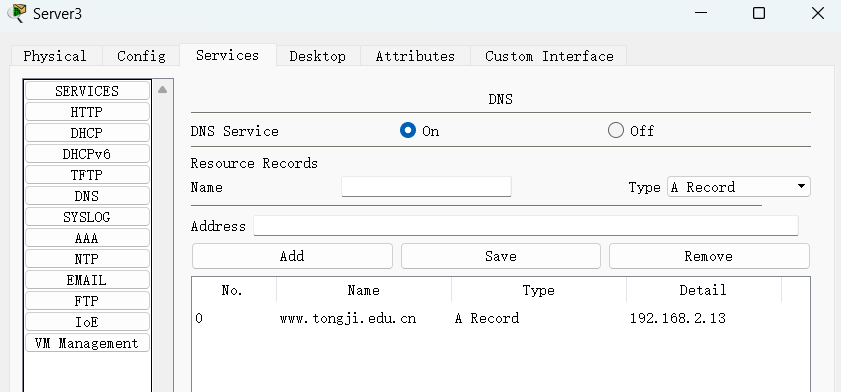 Server3
Physical Config Services Desktop Attributes Custom Interface
SERVICES
HTTP
DHCP
DHCPv6
TFTP
DNS
SYSLOG
AAA
NTP
EMAIL
FTP
IoE
VM Management
DNS
DNS Service On Off
Resource Records
Name Type A Record
Address
Add Save Remove
No. Name Type Detail
0 www.tongji.edu.cn A Record 192.168.2.13